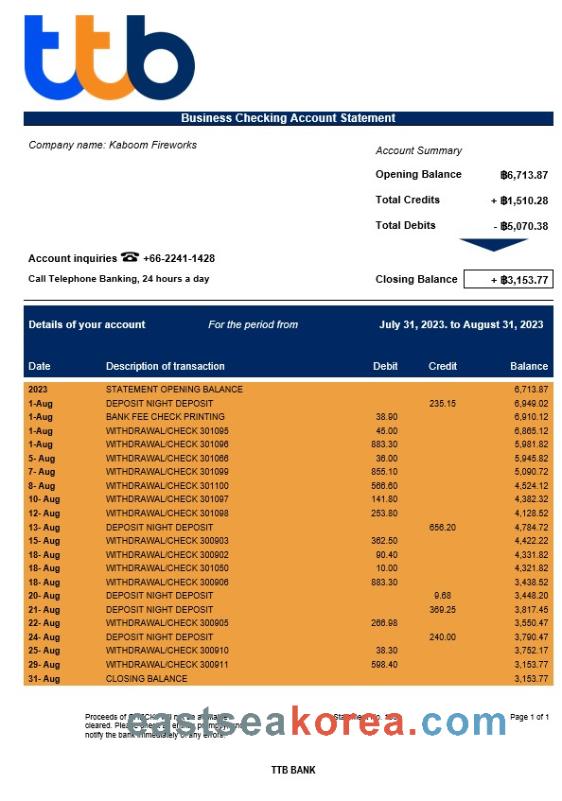 ttb
Business Checking Account Statement
Company name: Kaboom Fireworks
Account Summary
Opening Balance ฿6,713.87
Total Credits + ฿1,510.28
Total Debits - ฿5,070.38
Account inquiries ☎ +66-2241-1428
Call Telephone Banking, 24 hours a day
Closing Balance + ฿3,153.77
Details of your account For the period from July 31, 2023. to August 31, 2023
Date Description of transaction Debit Credit Balance
2023 STATEMENT OPENING BALANCE 6,713.87
1-Aug DEPOSIT NIGHT DEPOSIT 235.15 6,949.02
1-Aug BANK FEE CHECK PRINTING 38.90 6,910.12
1-Aug WITHDRAWAL/CHECK 301095 45.00 6,865.12
1-Aug WITHDRAWAL/CHECK 301096 883.30 5,981.82
5- Aug WITHDRAWAL/CHECK 301066 36.00 5,945.82
7- Aug WITHDRAWAL/CHECK 301099 855.10 5,090.72
8- Aug WITHDRAWAL/CHECK 301100 566.60 4,524.12
10- Aug WITHDRAWAL/CHECK 301097 141.80 4,382.32
12- Aug WITHDRAWAL/CHECK 301098 253.80 4,128.52
13- Aug DEPOSIT NIGHT DEPOSIT 656.20 4,784.72
15- Aug WITHDRAWAL/CHECK 300903 362.50 4,422.22
18- Aug WITHDRAWAL/CHECK 300902 90.40 4,331.82
18- Aug WITHDRAWAL/CHECK 301050 10.00 4,321.82
18- Aug WITHDRAWAL/CHECK 300906 883.30 3,438.52
20- Aug DEPOSIT NIGHT DEPOSIT 9.68 3,448.20
21- Aug DEPOSIT NIGHT DEPOSIT 369.25 3,817.45
22- Aug WITHDRAWAL/CHECK 300905 266.98 3,550.47
24- Aug DEPOSIT NIGHT DEPOSIT 240.00 3,790.47
25- Aug WITHDRAWAL/CHECK 300910 38.30 3,752.17
29- Aug WITHDRAWAL/CHECK 300911 598.40 3,153.77
31- Aug CLOSING BALANCE 3,153.77
Proceeds of Page 1 of 1
eastseakorea.com
cleared.
notify the bank immediately of any errors.
TTB BANK